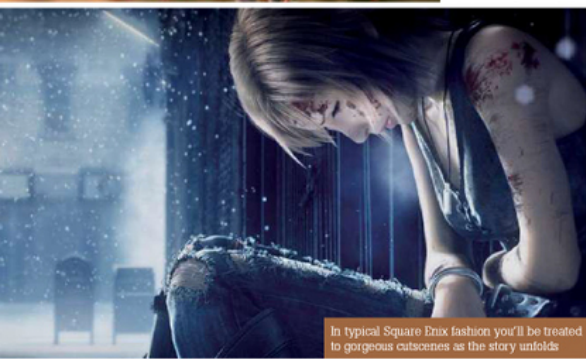 In typical Square Enix fashion you'll be treated
to gorgeous cutscenes as the story unfolds